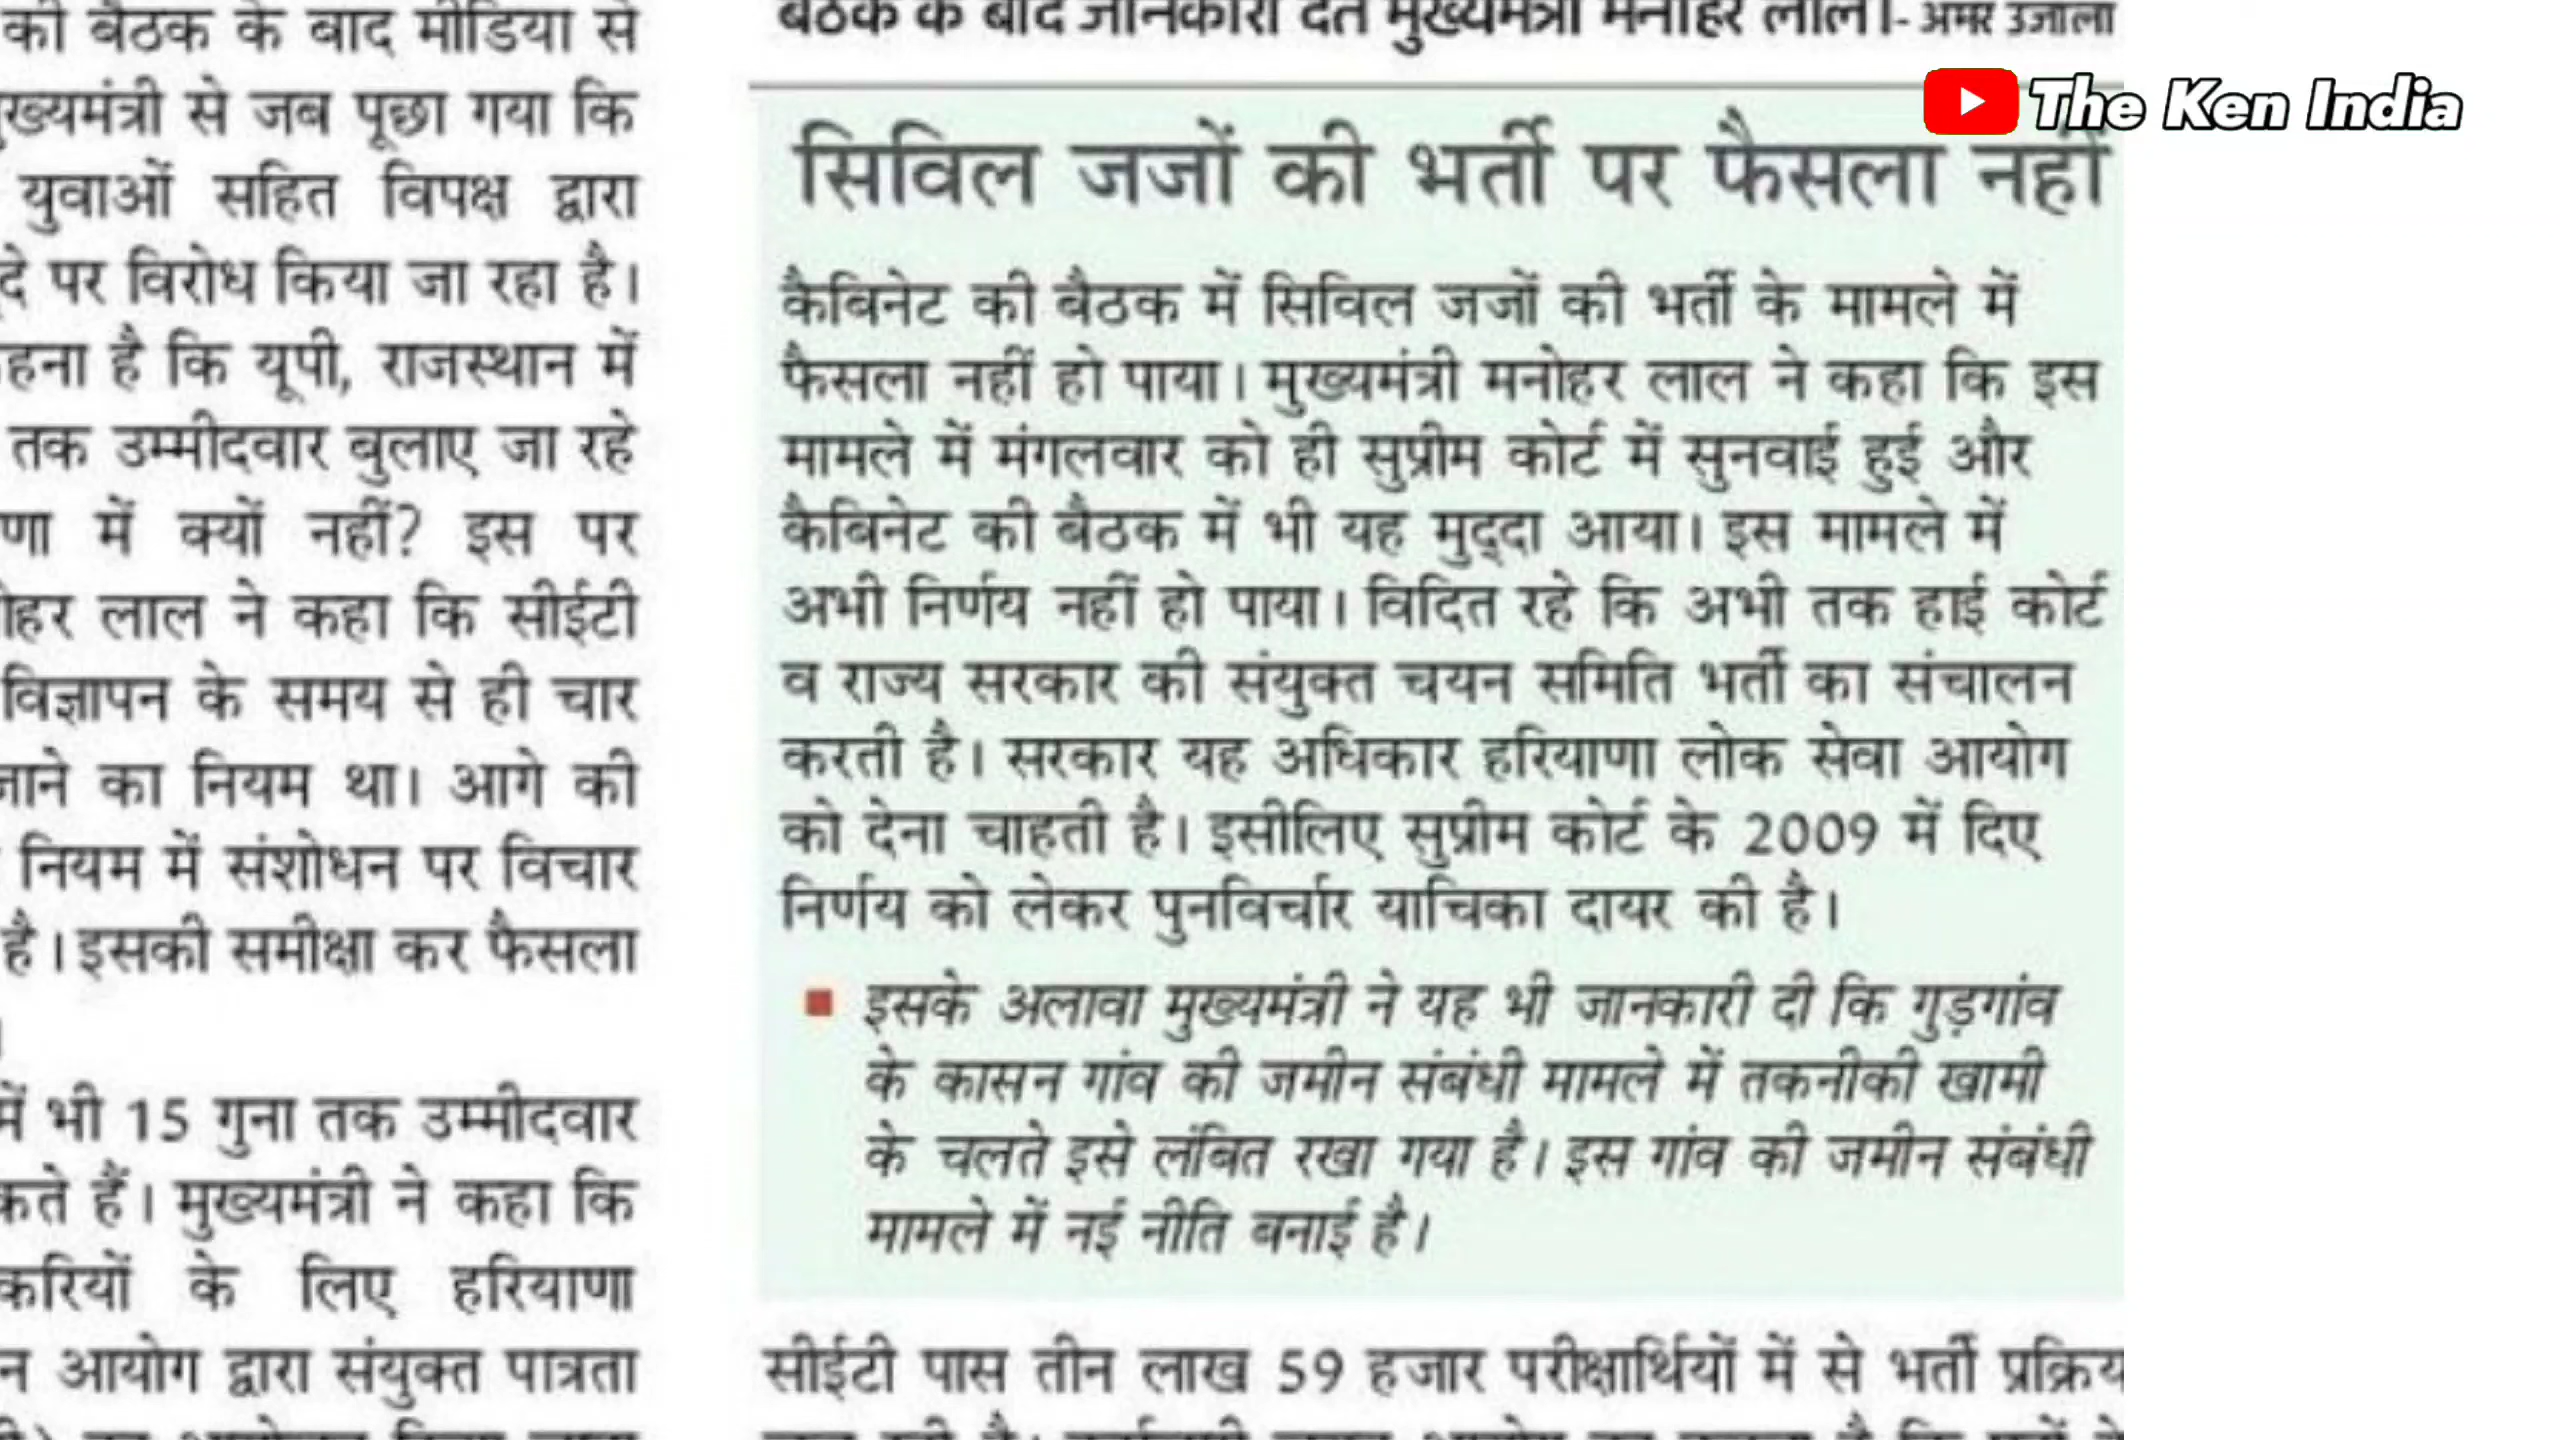 की बैठक के बाद मीडिया से
मुख्यमंत्री से जब पूछा गया कि
युवाओं सहित विपक्ष द्वारा
पर विरोध किया जा रहा है।
है कि यूपी, राजस्थान में
तक उम्मीदवार बुलाए जा रहे
में क्यों नहीं? इस पर
लाल ने कहा कि सीईटी
विज्ञापन के समय से ही चार
जाने का नियम था। आगे की
नियम में संशोधन पर विचार
है। इसकी समीक्षा कर फैसला
में भी 15 गुना तक उम्मीदवार
हैं। मुख्यमंत्री ने कहा कि
के लिए हरियाणा
आयोग द्वारा संयुक्त पात्रता
बैठक के बाद जानकारी देते मुख्यमंत्री मनोहर लाल।- अमर उजाला
The Ken India
सिविल जजों की भर्ती पर फैसला नहीं
कैबिनेट की बैठक में सिविल जजों की भर्ती के मामले में
फैसला नहीं हो पाया। मुख्यमंत्री मनोहर लाल ने कहा कि इस
मामले में मंगलवार को ही सुप्रीम कोर्ट में सुनवाई हुई और
कैबिनेट की बैठक में भी यह मुद्‌दा आया। इस मामले में
अभी निर्णय नहीं हो पाया। विदित रहे कि अभी तक हाई कोर्ट
व राज्य सरकार की संयुक्त चयन समिति भर्ती का संचालन
करती है। सरकार यह अधिकार हरियाणा लोक सेवा आयोग
को देना चाहती है। इसीलिए सुप्रीम कोर्ट के 2009 में दिए
निर्णय को लेकर पुनविर्चार याचिका दायर की है।
इसके अलावा मुख्यमंत्री ने यह भी जानकारी दी कि गुड़गांव
के कासन गांव की जमीन संबंधी मामले में तकनीकी खामी
के चलते इसे लंबित रखा गया है। इस गांव की जमीन संबंधी
मामले में नई नीति बनाई है।
सीईटी पास तीन लाख 59 हजार परीक्षार्थियों में से भर्ती